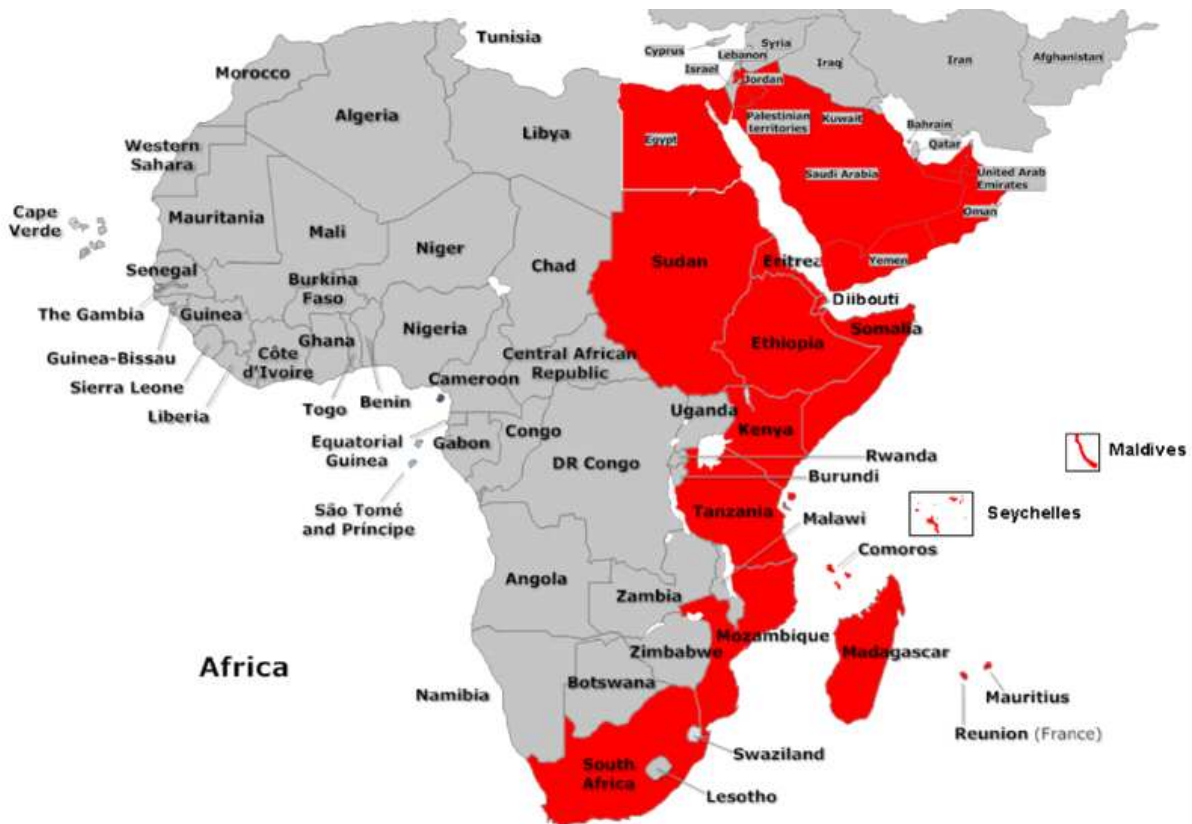 Tunisia
Morocco
Algeria
Libya
Western
Sahara
Mauritania
Cape
Verde
Mali
Niger
Chad
Senegal
Burkina
Faso
The Gambia
Guinea
Nigeria
Guinea-Bissau
Ghana
Côte
d'Ivoire
Central African
Republic
Sierra Leone
Cameroon
Liberia
Togo
Benin
Equatorial
Guinea
Gabon
Congo
DR Congo
São Tomé
and Príncipe
Angola
Zambia
Namibia
Botswana
Zimbabwe
Africa
Cyprus
Syria
Lebanon
Israel
Jordan
Iraq
Iran
Afghanistan
Palestinian
territories
Kuwait
Bahrain
Qatar
Egypt
Saudi Arabia
United Arab
Emirates
Oman
Yemen
Sudan
Eritrea
Djibouti
Somalia
Ethiopia
Uganda
Kenya
Rwanda
Burundi
Tanzania
Malawi
Maldives
Seychelles
Comoros
Mozambique
Madagascar
Mauritius
Reunion (France)
Swaziland
South
Africa
Lesotho